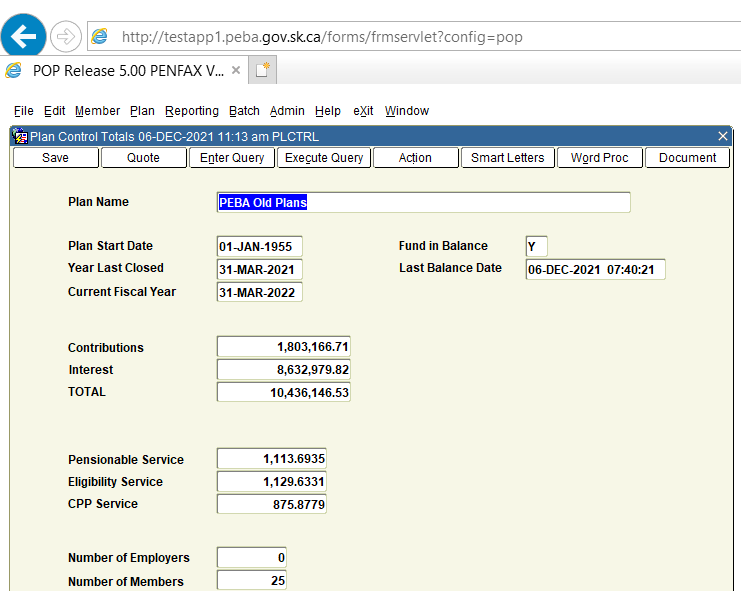 http://testapp1.peba.gov.sk.ca/forms/frmservlet?config=pop
POP Release 5.00 PENFAX V... ×
File Edit Member Plan Reporting Batch Admin Help eXit Window
Plan Control Totals 06-DEC-2021 11:13 am PLCTRL
Save Quote Enter Query Execute Query Action Smart Letters Word Proc Document
Plan Name PEBA Old Plans
Plan Start Date 01-JAN-1955 Fund in Balance Y
Year Last Closed 31-MAR-2021 Last Balance Date 06-DEC-2021 07:40:21
Current Fiscal Year 31-MAR-2022
Contributions 1,803,166.71
Interest 8,632,979.82
TOTAL 10,436,146.53
Pensionable Service 1,113.6935
Eligibility Service 1,129.6331
CPP Service 875.8779
Number of Employers 0
Number of Members 25